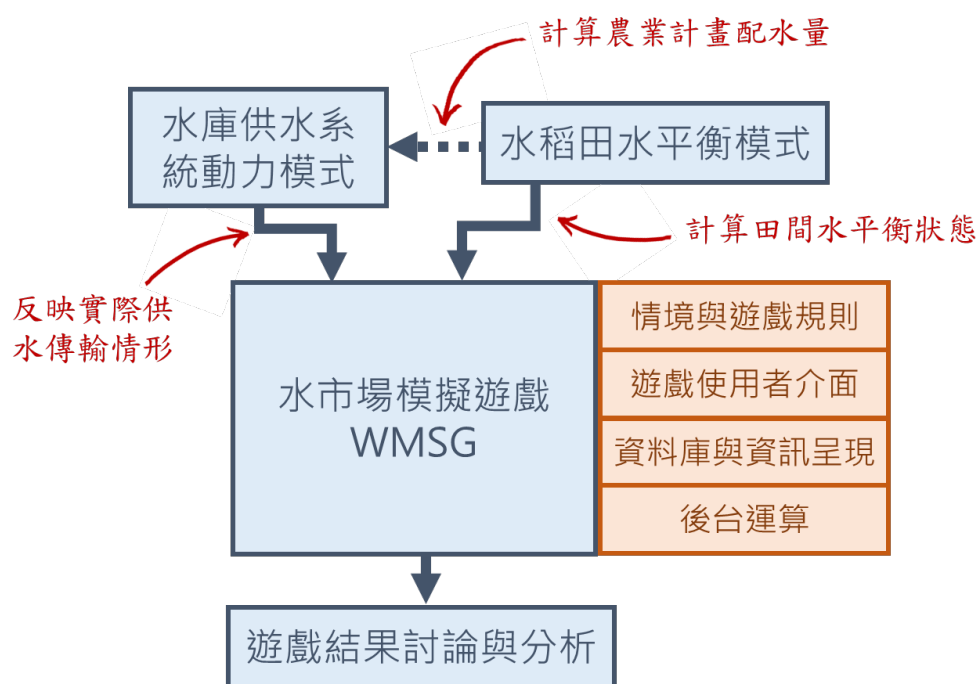 計算農業計畫配水量
水庫供水系
統動力模式
水稻田水平衡模式
計算田間水平衡狀態
反映實際供
水傳輸情形
水市場模擬遊戲
WMSG
情境與遊戲規則
遊戲使用者介面
資料庫與資訊呈現
後台運算
遊戲結果討論與分析